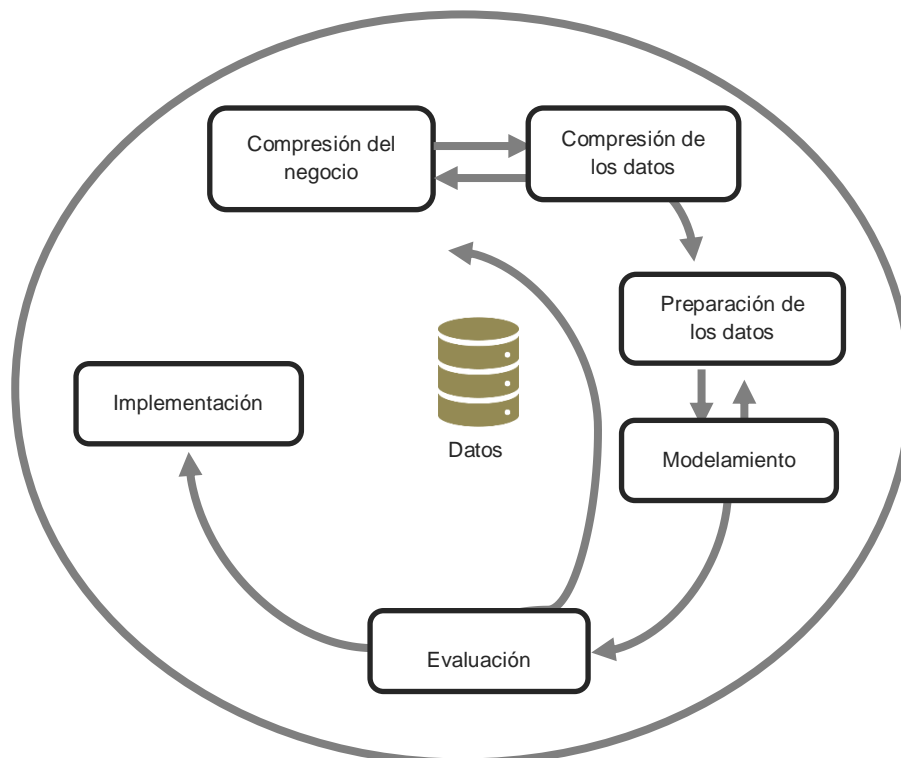 Compresión del
negocio
Compresión de
los datos
Preparación de
los datos
Implementación
Datos
Modelamiento
Evaluación